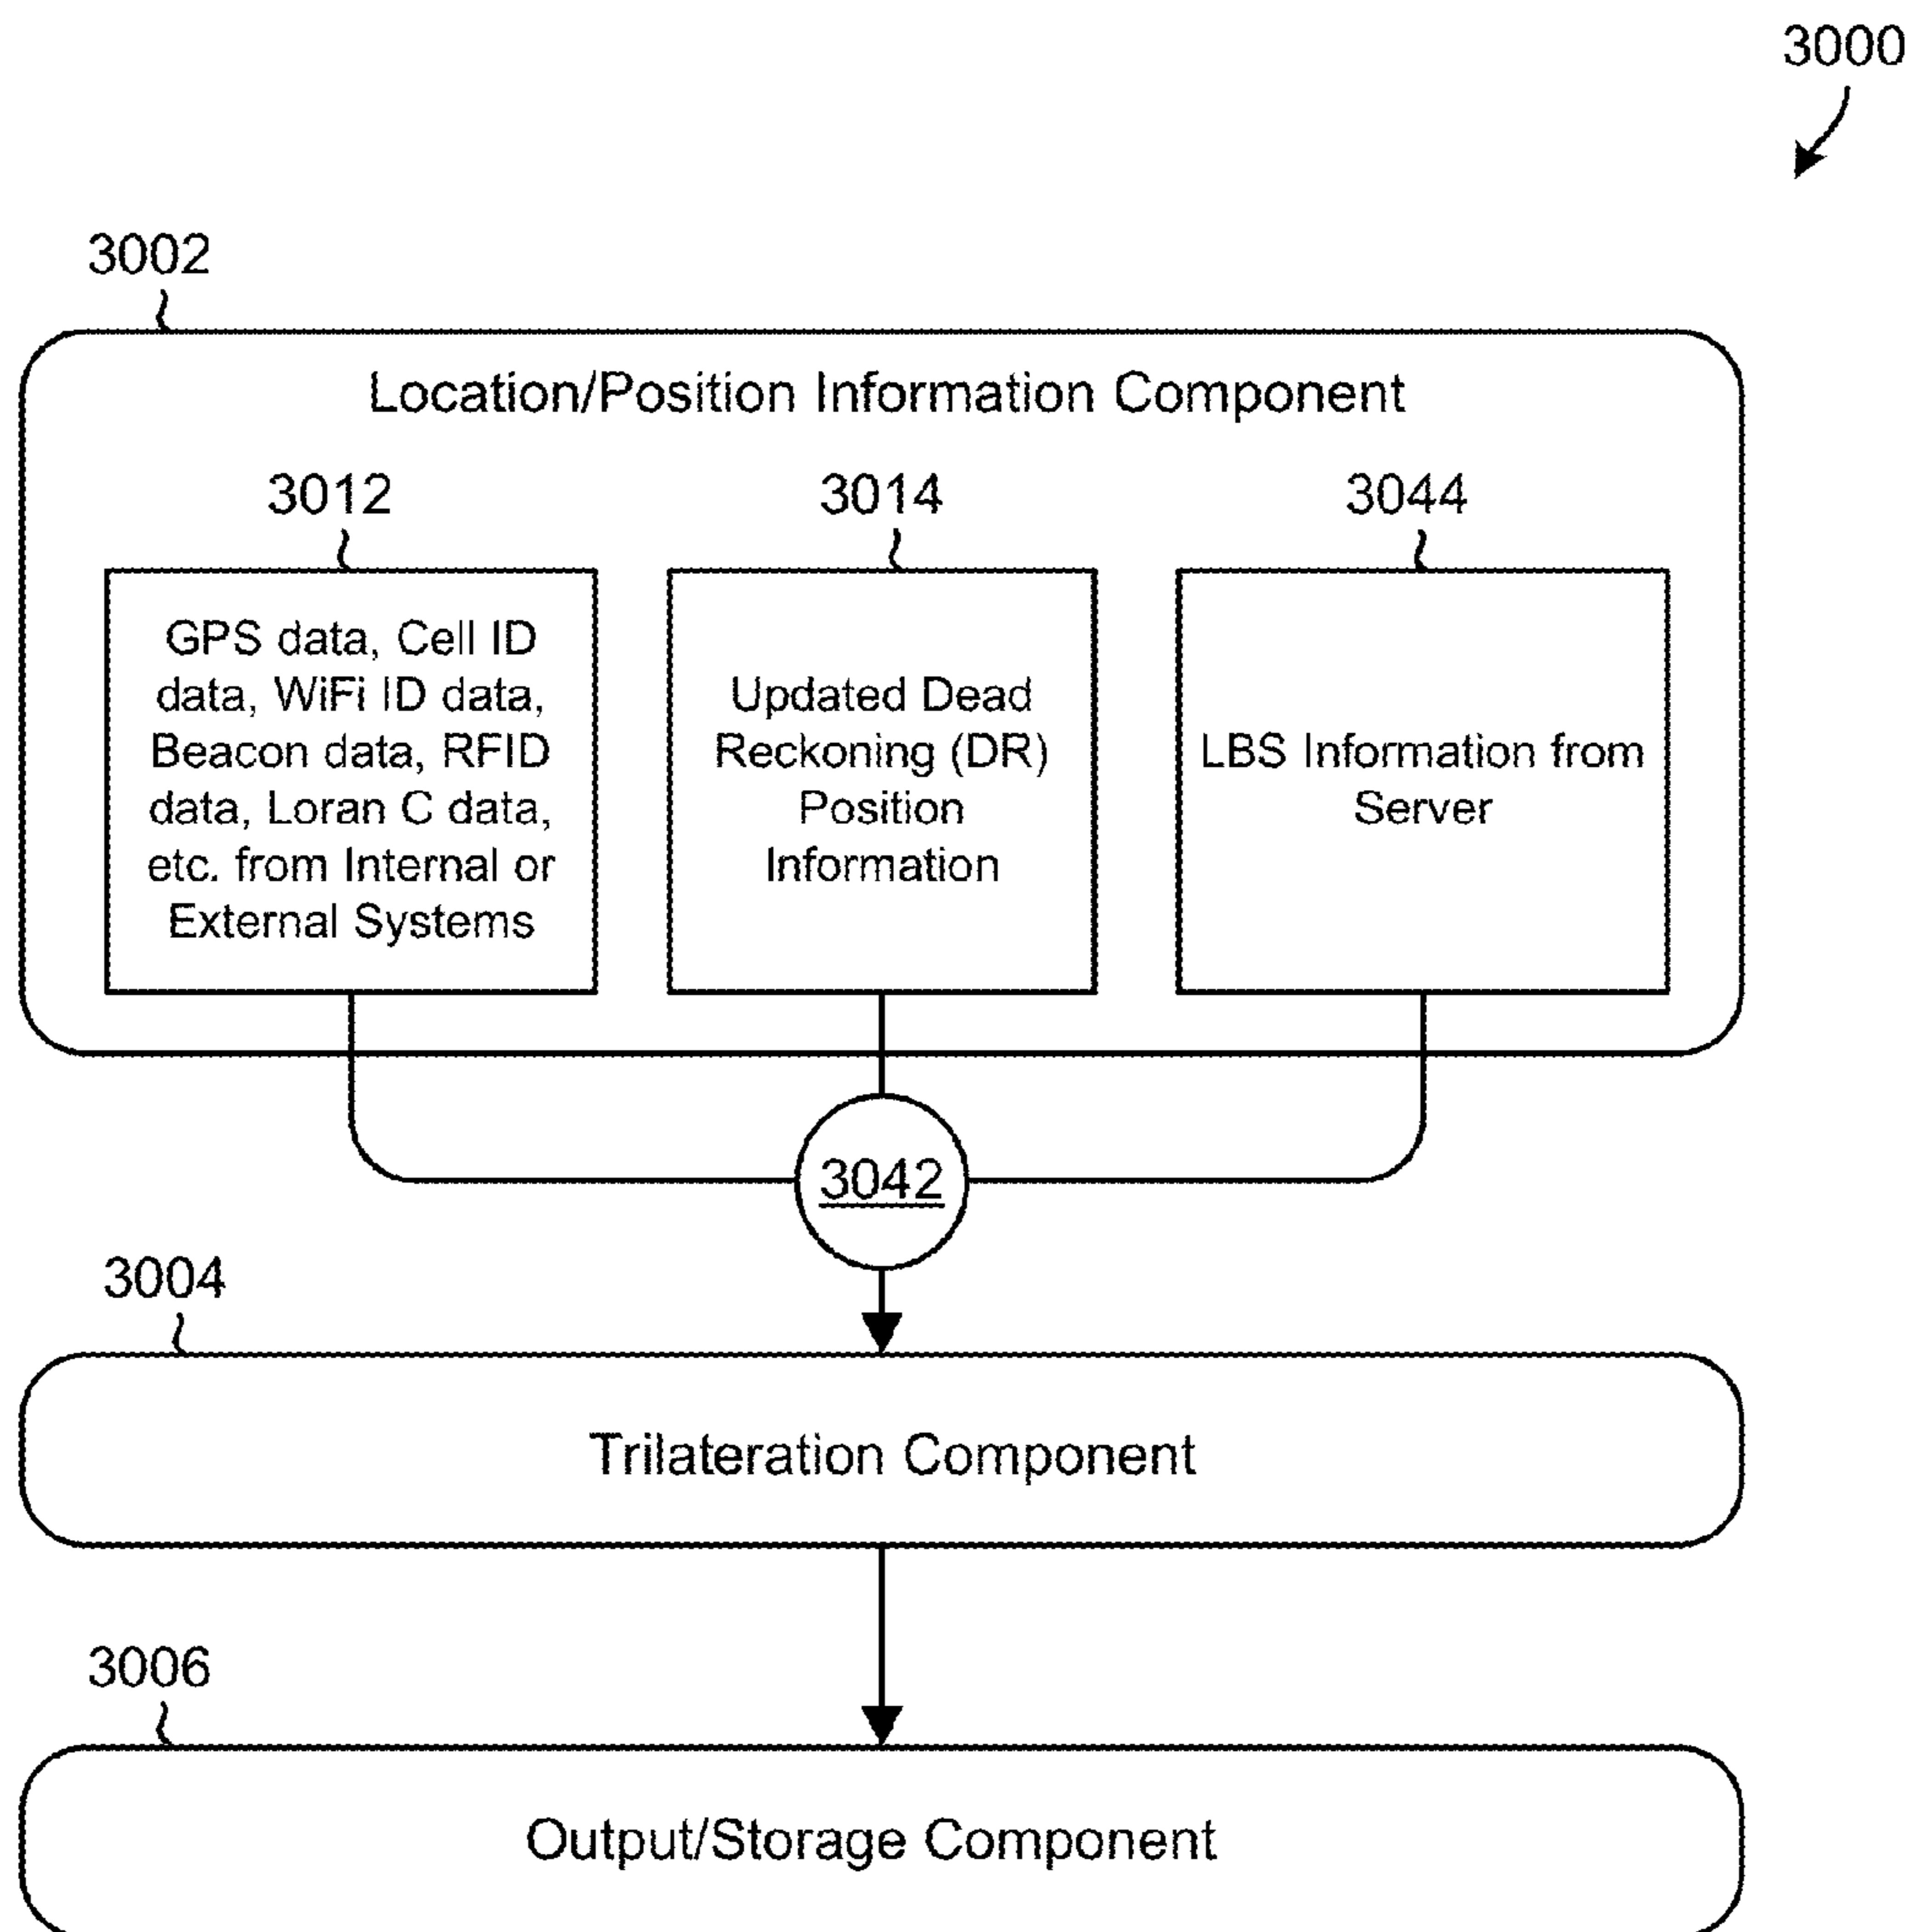 3000
3002
Location/Position Information Component
3012
3014
3044
GPS data, Cell ID
data, WiFi ID data,
Beacon data, RFID
data, Loran C data,
etc. from Internal or
External Systems
Updated Dead
Reckoning (DR)
Position
Information
LBS Information from
Server
3042
3004
Trilateration Component
3006
Output/Storage Component